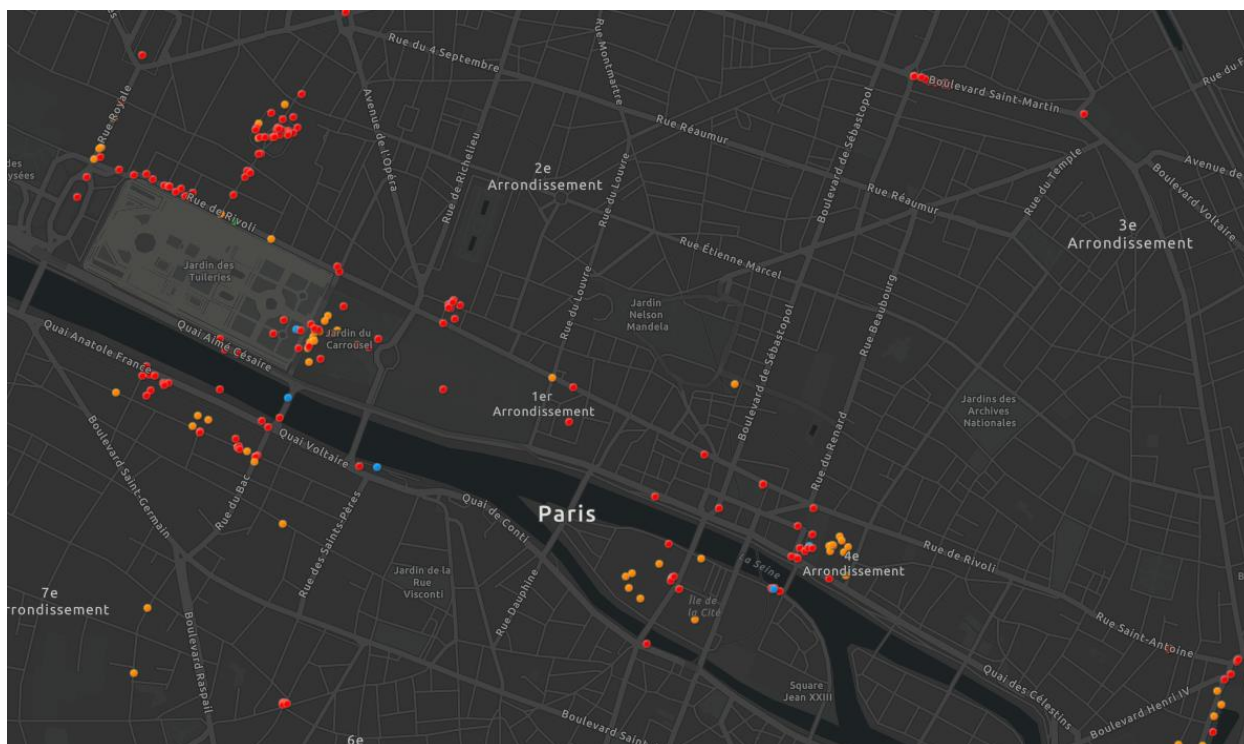 Rue du 4 Septembre
Rue Montmartre
Boulevard Saint-Martin
Rue Royale
Avenue de l'Opéra
Rue Réaumur
Boulevard de Sébastopol
Rue du Temple
Avenue de
des
ysées
Rue de Richelieu
2e
Arrondissement
Rue du Louvre
Rue Réaumur
Boulevard Voltaire
Rue de Rivoli
3e
Arrondissement
Rue Étienne Marcel
Jardin des
Tuileries
Rue du Louvre
Jardin
Nelson
Mandela
Rue Beaubourg
Quai Aimé Césaire
Jardin du
Carrousel
Boulevard de Sébastopol
Quai Anatole France
1er
Arrondissement
Jardins des
Archives
Nationales
Boulevard Saint-Germain
Quai Voltaire
Rue du Renard
Rue du Bac
Rue des Saints-Pères
Quai de Conti
Paris
La Seine
4e
Arrondissement
Rue de Rivoli
Jardin de la
Rue
Visconti
Rue Dauphine
7e
rrondissement
Île de
la Cité
Rue Saint-Antoine
Boulevard Raspail
Square
Jean XXIII
Quai des Célestins
Boulevard Henri IV
Boulevard Sain
6e